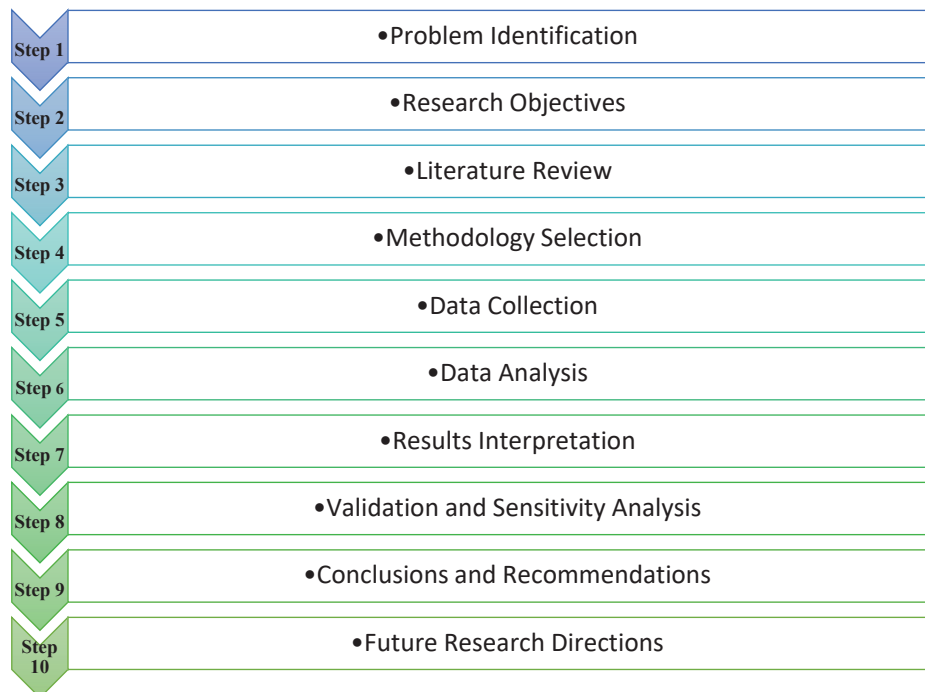 Step 1
•Problem Identification
Step 2
•Research Objectives
Step 3
•Literature Review
Step 4
•Methodology Selection
Step 5
•Data Collection
Step 6
•Data Analysis
Step 7
•Results Interpretation
Step 8
•Validation and Sensitivity Analysis
Step 9
•Conclusions and Recommendations
Step
10
•Future Research Directions